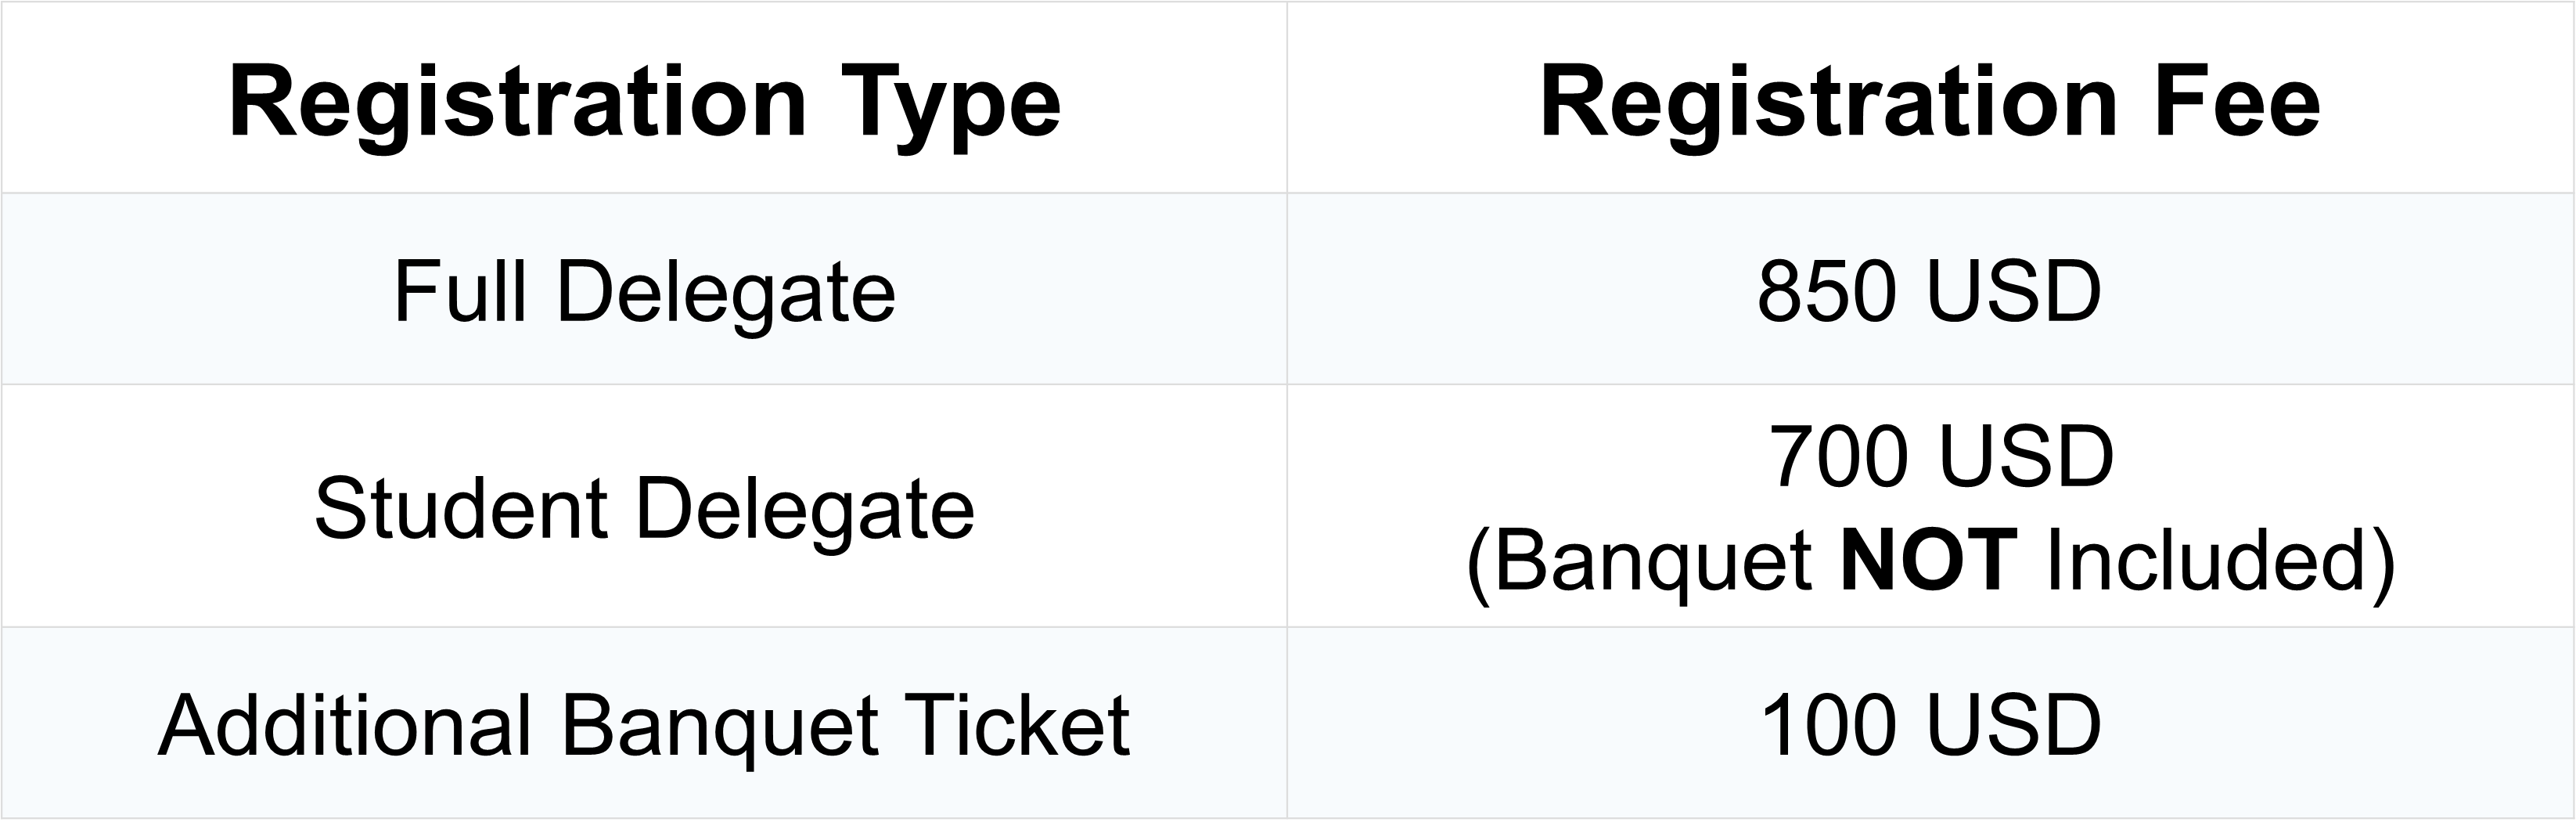 Registration Type
Registration Fee
Full Delegate
850 USD
Student Delegate
700 USD
(Banquet NOT Included)
Additional Banquet Ticket
100 USD